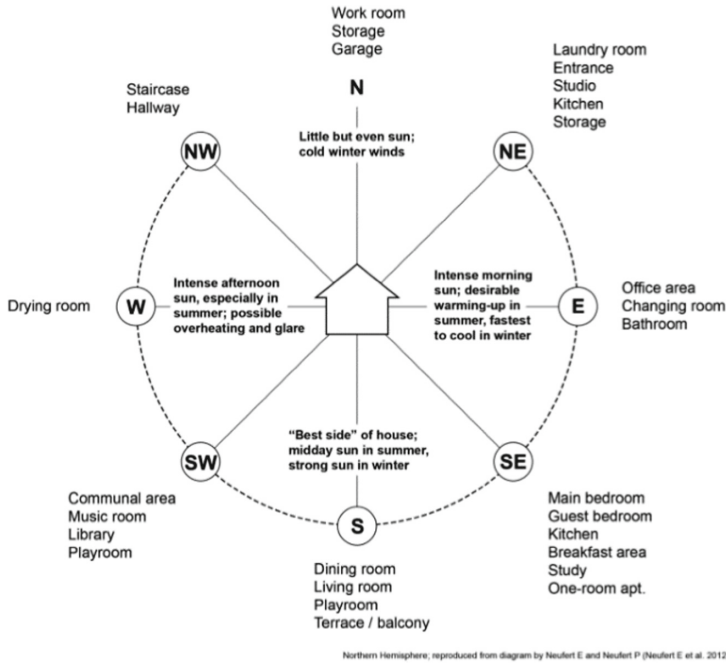 Work room
Storage
Garage
N
Little but even sun;
cold winter winds
Laundry room
Entrance
Studio
Kitchen
Storage
NE
Staircase
Hallway
NW
Drying room
W
Intense afternoon
sun, especially in
summer; possible
overheating and glare
Intense morning
sun; desirable
warming-up in
summer, fastest
to cool in winter
E
Office area
Changing room
Bathroom
"Best side" of house;
midday sun in summer,
strong sun in winter
SW
Communal area
Music room
Library
Playroom
S
Dining room
Living room
Playroom
Terrace / balcony
SE
Main bedroom
Guest bedroom
Kitchen
Breakfast area
Study
One-room apt.
Northern Hemisphere; reproduced from diagram by Neufert E and Neufert P (Neufert E et al. 2012